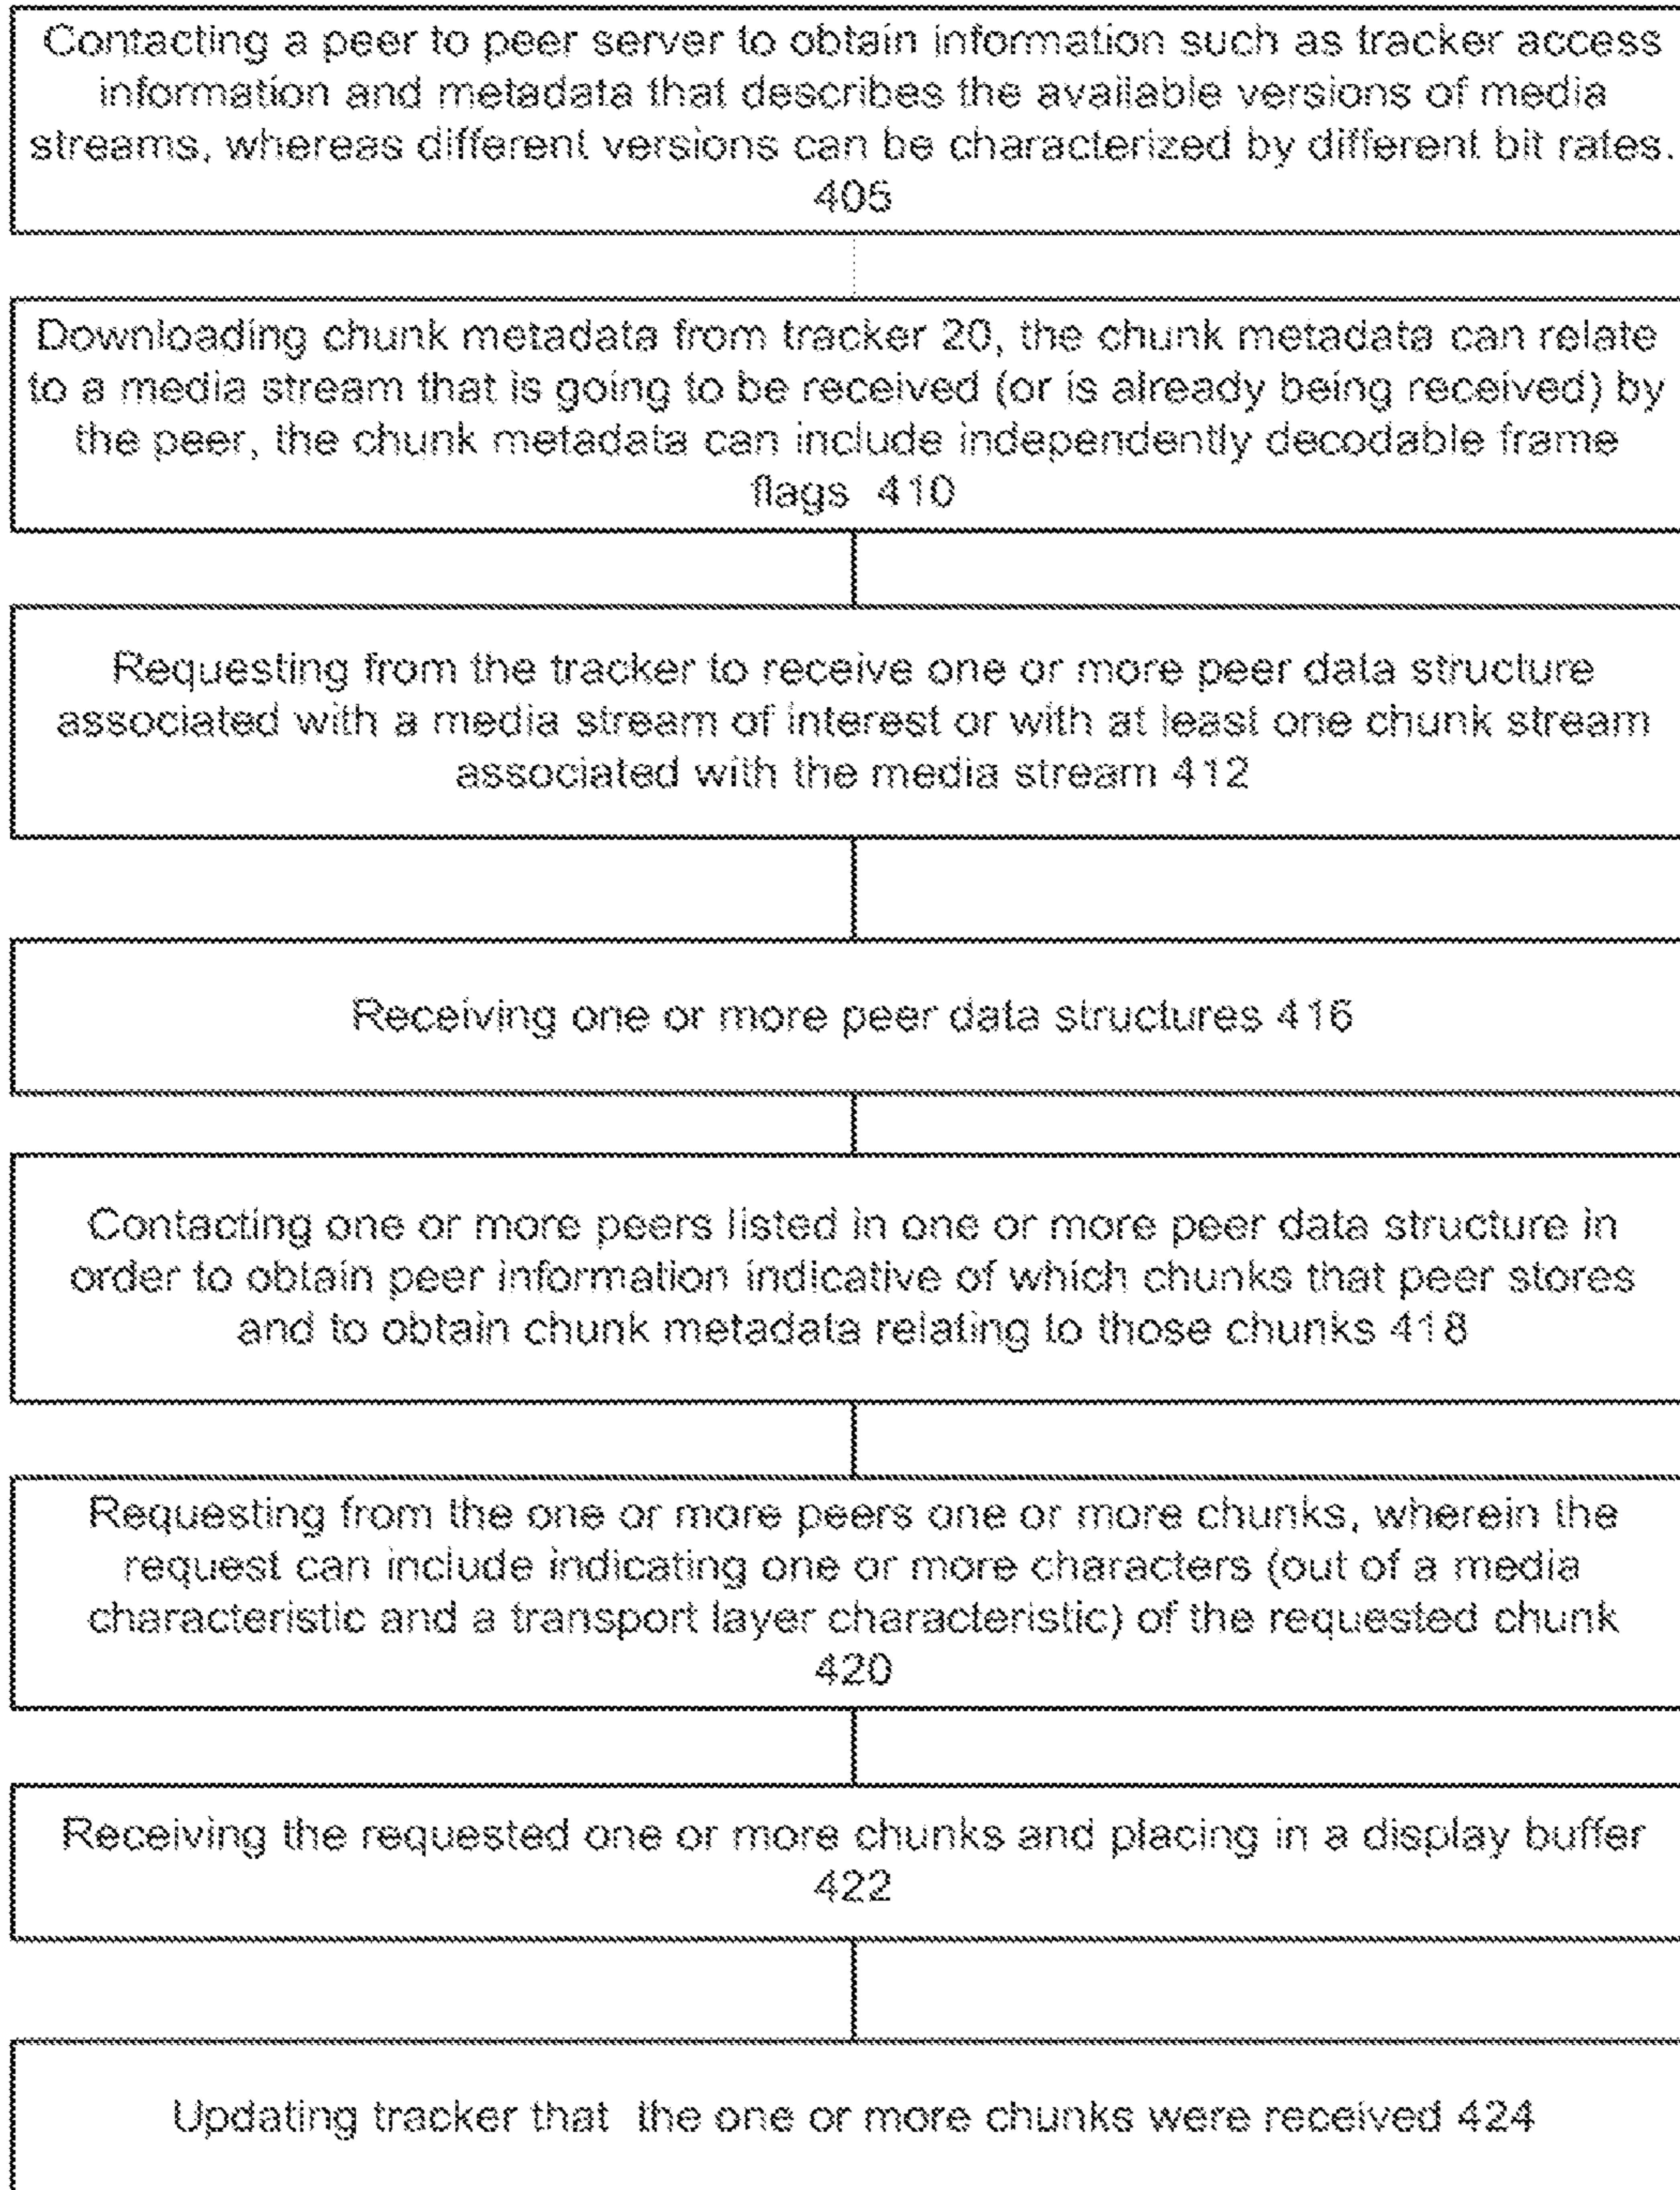 Contacting a peer to peer server to obtain information such as tracker access
information and metadata that describes the available versions of media
streams, whereas different versions can be characterized by different bit rates.
405
Downloading chunk metadata from tracker 20, the chunk metadata can relate
to a media stream that is going to be received (or is already being received) by
the peer, the chunk metadata can include independently decodable frame
flags 410
Requesting from the tracker to receive one or more peer data structure
associated with a media stream of interest or with at least one chunk stream
associated with the media stream 412
Receiving one or more peer data structures 416
Contacting one or more peers listed in one or more peer data structure in
order to obtain peer information indicative of which chunks that peer stores
and to obtain chunk metadata relating to those chunks 418
Requesting from the one or more peers one or more chunks, wherein the
request can include indicating one or more characters (out of a media
characteristic and a transport layer characteristic) of the requested chunk
420
Receiving the requested one or more chunks and placing in a display buffer
422
Updating tracker that the one or more chunks were received 424